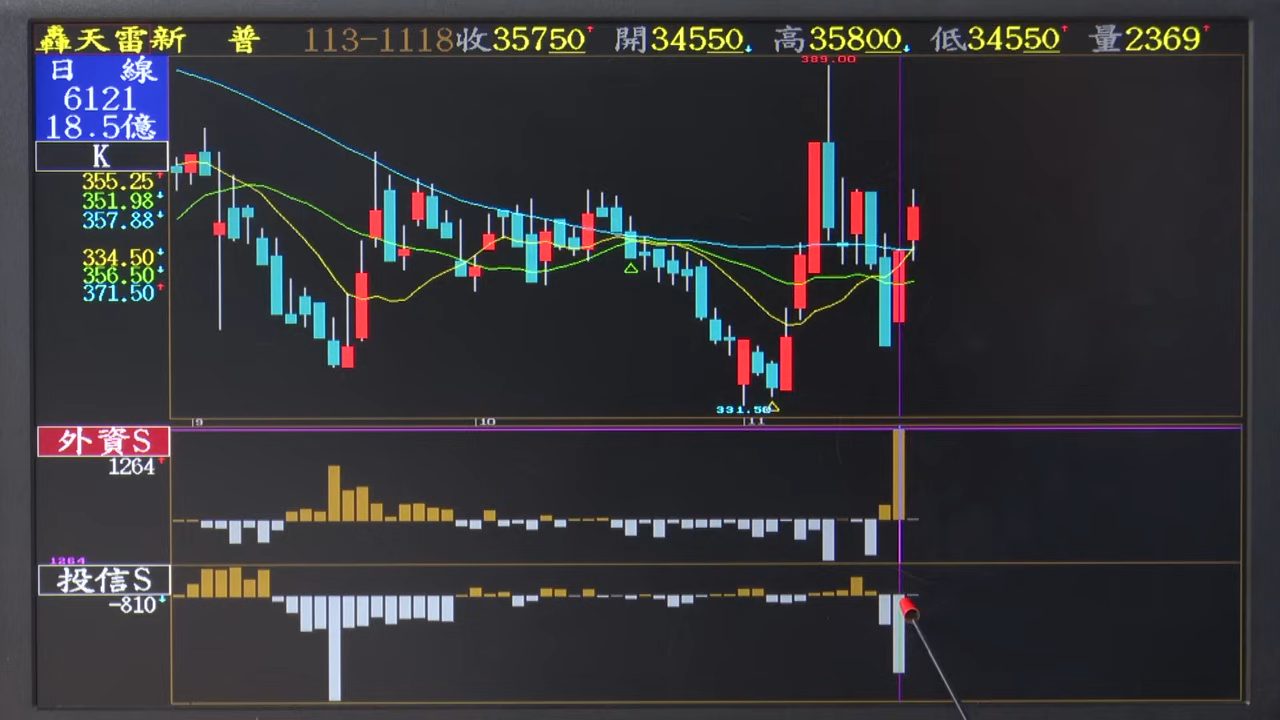 轟天雷新 普 113-1118收35750↑ 開34550↓ 高35800↓ 低34550↑ 量2369↑
日 線
6121
18.5億
K
355.25↑
351.98↓
357.88↓
334.50↓
356.50↓
371.50↑
389.00
331.50
9 10 11
外資S
1264↑
1264
投信S
-810↓